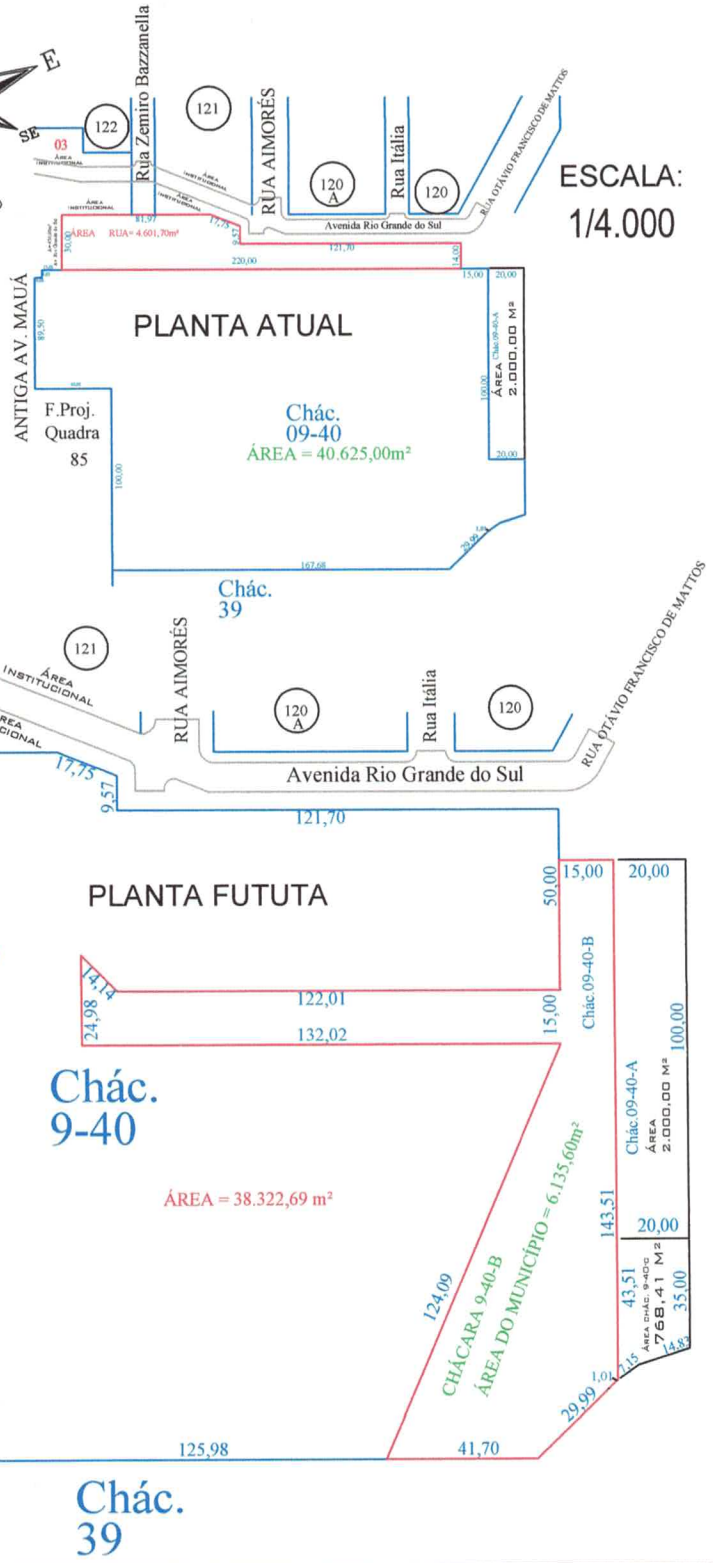 E
SE
03
122
121
120
A
120
Rua Zemiro Bazzanella
RUA AIMORÉS
Rua Itália
RUA OTÁVIO FRANCISCO DE MATTOS
ESCALA:
1/4.000
ÁREA
INSTITUCIONAL
ÁREA
INSTITUCIONAL
ÁREA
INSTITUCIONAL
ÁREA
INSTITUCIONAL
Avenida Rio Grande do Sul
81,97
17,75
9,57
30,00
ÁREA RUA= 4.601,70m²
121,70
14,00
220,00
15,00
20,00
ANTIGA AV. MAUÁ
89,50
PLANTA ATUAL
Chác.09-40-A
ÁREA
2.000,00 M²
100,00
F.Proj.
Quadra
85
Chác.
09-40
ÁREA = 40.625,00m²
20,00
100,00
29,99
167,68
Chác.
39
121
ÁREA
INSTITUCIONAL
RUA AIMORÉS
120
A
Rua Itália
120
RUA OTÁVIO FRANCISCO DE MATTOS
REA
CIONAL
17,75
9,57
Avenida Rio Grande do Sul
121,70
PLANTA FUTUTA
50,00
15,00
20,00
14,14
24,98
122,01
132,02
15,00
Chác.09-40-B
100,00
Chác.09-40-A
ÁREA
2.000,00 M²
Chác.
9-40
ÁREA = 38.322,69 m²
143,51
20,00
124,09
CHÁCARA 9-40-B
ÁREA DO MUNICÍPIO = 6.135,60m²
43,51
ÁREA CHÁC. 9-40-C
768,41 M²
35,00
14,83
7,15
1,01
29,99
125,98
41,70
Chác.
39